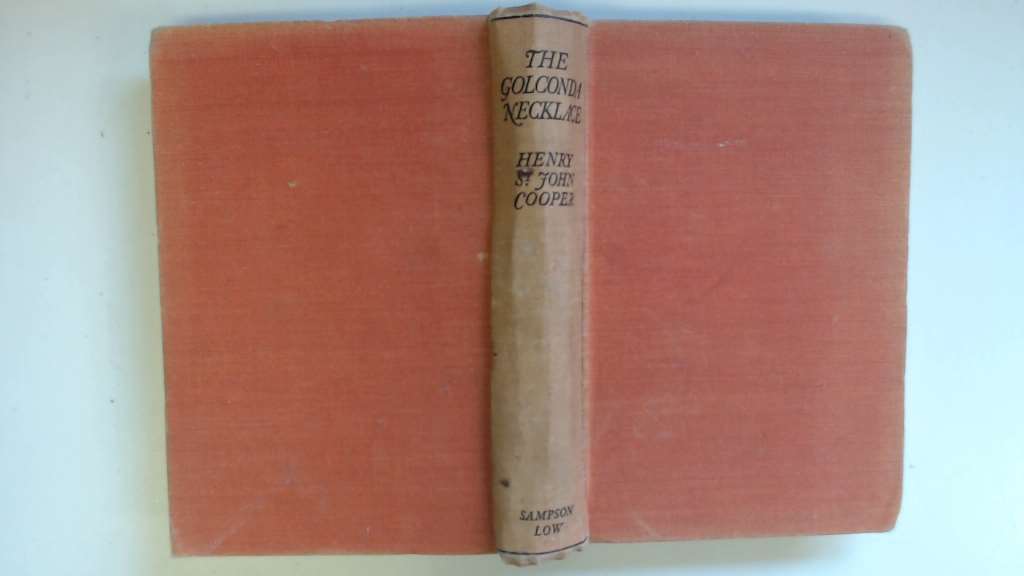 THE
GOLCONDA
NECKLACE
HENRY
ST JOHN
COOPER
SAMPSON
LOW